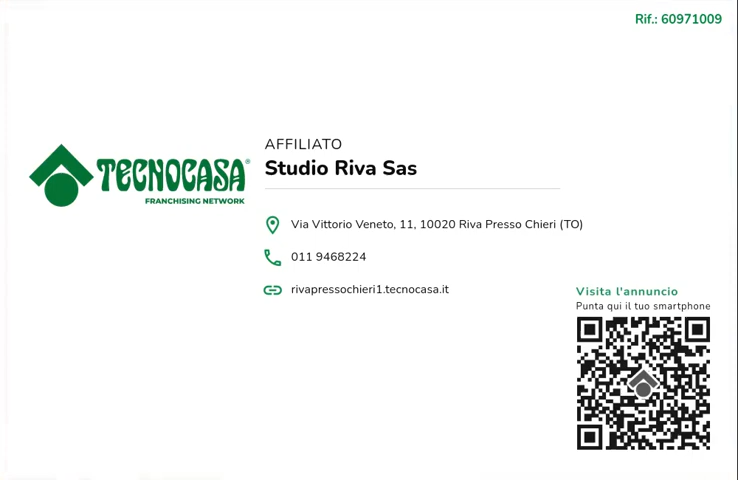 Rif.: 60971009
TECNOCASA®
FRANCHISING NETWORK
AFFILIATO
Studio Riva Sas
Via Vittorio Veneto, 11, 10020 Riva Presso Chieri (TO)
011 9468224
rivapressochieri1.tecnocasa.it
Visita l'annuncio
Punta qui il tuo smartphone